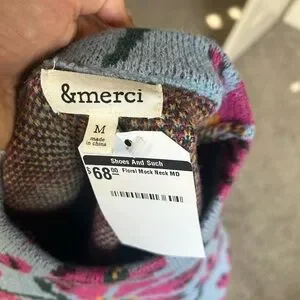 &merci
M
made
in china
Shoes And Such
$68.00 Floral Mock Neck MD